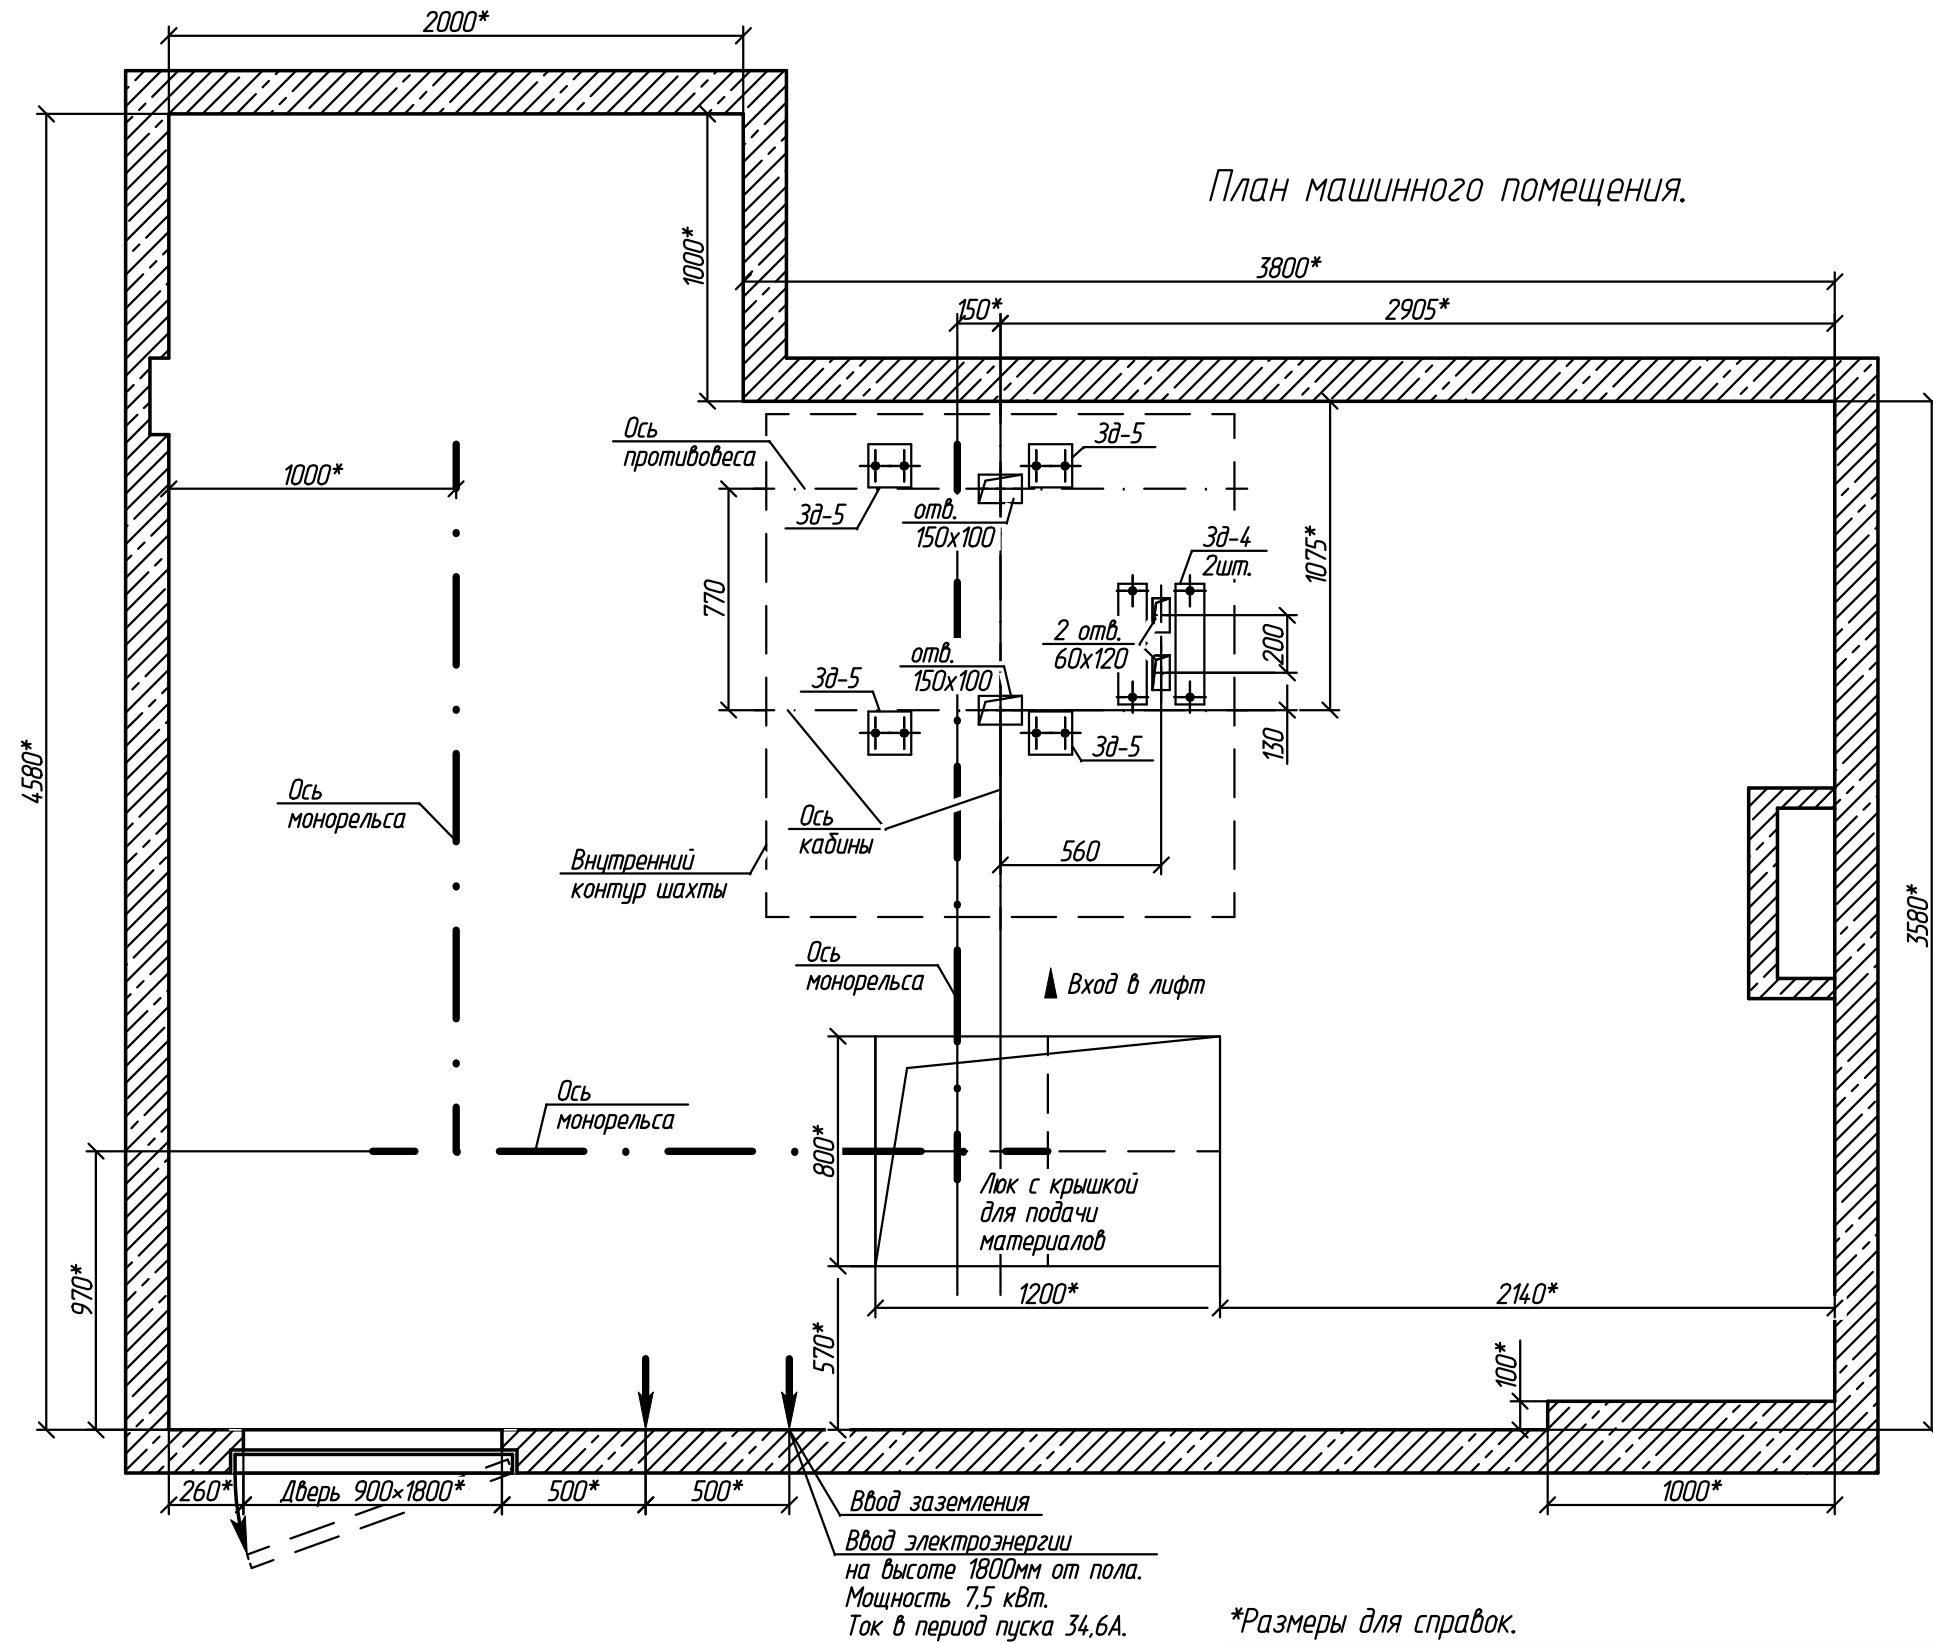 2000*
План машинного помещения.
1000*
3800*
150*
2905*
Ось
противовеса
Зд-5
1000*
Зд-5
отв.
150х100
Зд-4
2шт.
1075*
770
2 отв.
60х120
200
отв.
150х100
Зд-5
Зд-5
130
4580*
Ось
монорельса
Ось
кабины
560
Внутренний
контур шахты
3580*
Ось
монорельса
Вход в лифт
Ось
монорельса
800*
Люк с крышкой
для подачи
материалов
970*
1200*
2140*
570*
100*
260*
Дверь 900×1800*
500*
500*
1000*
Ввод заземления
Ввод электроэнергии
на высоте 1800мм от пола.
Мощность 7,5 кВт.
Ток в период пуска 34,6А.
*Размеры для справок.